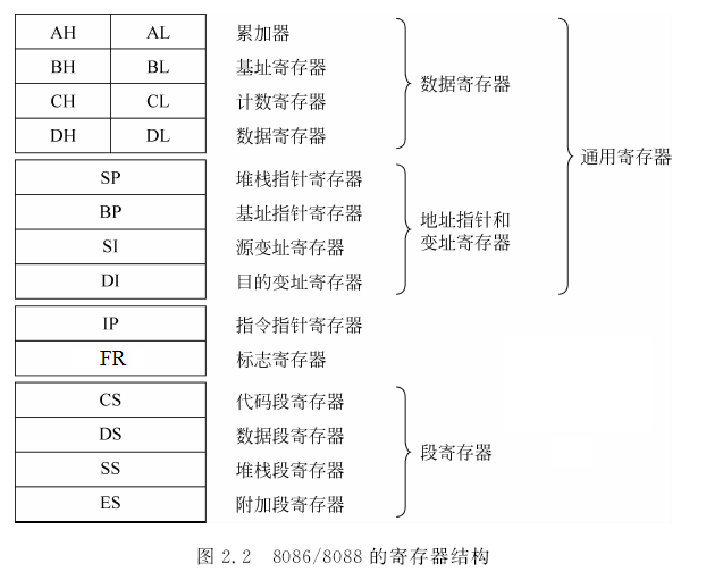 AH AL 累加器
BH BL 基址寄存器
CH CL 计数寄存器
DH DL 数据寄存器
数据寄存器
SP 堆栈指针寄存器
BP 基址指针寄存器
SI 源变址寄存器
DI 目的变址寄存器
地址指针和
变址寄存器
通用寄存器
IP 指令指针寄存器
FR 标志寄存器
CS 代码段寄存器
DS 数据段寄存器
SS 堆栈段寄存器
ES 附加段寄存器
段寄存器
图 2.2 8086/8088 的寄存器结构